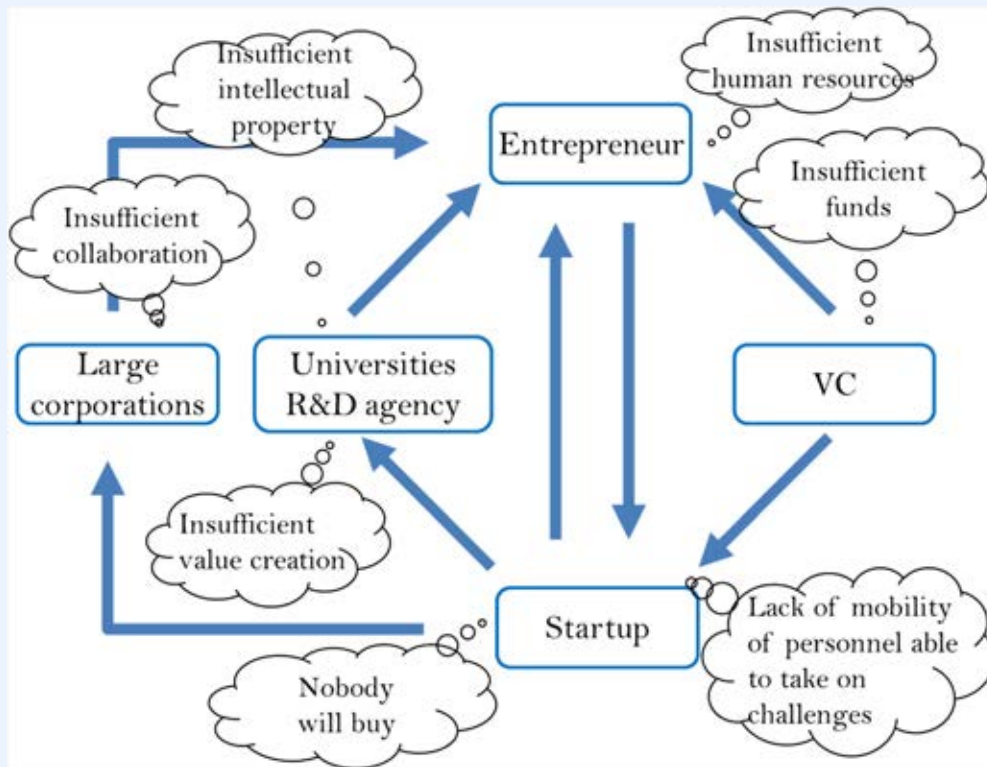 Insufficient
intellectual
property
Insufficient
human resources
Entrepreneur
Insufficient
funds
Insufficient
collaboration
Large
corporations
Universities
R&D agency
VC
Insufficient
value creation
Startup
Lack of mobility
of personnel able
to take on
challenges
Nobody
will buy